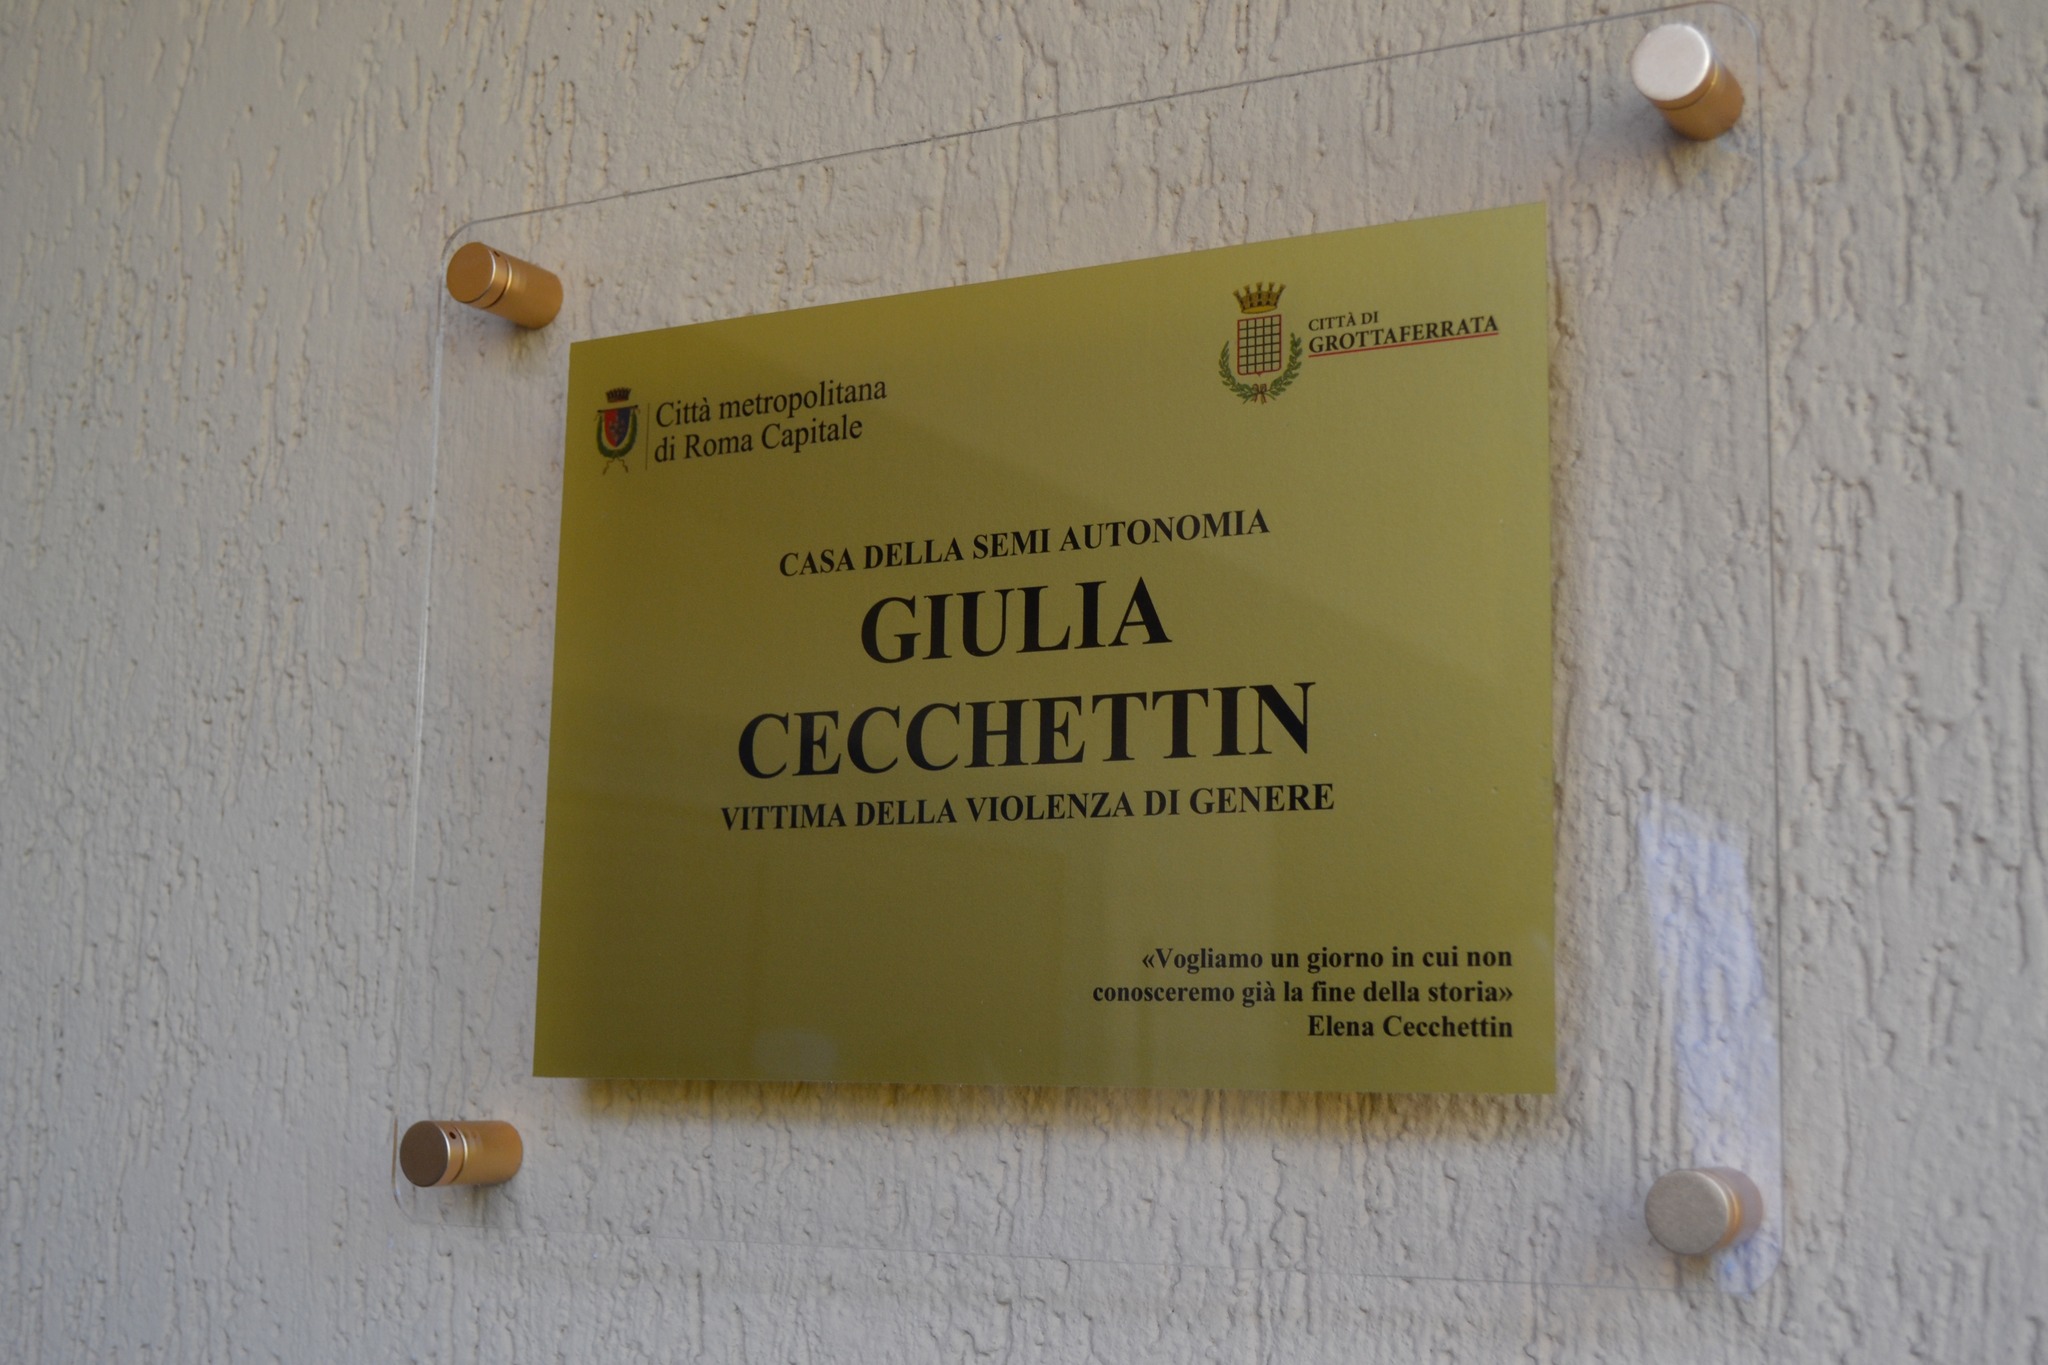 Città metropolitana
di Roma Capitale
CITTÀ DI
GROTTAFERRATA
CASA DELLA SEMI AUTONOMIA
GIULIA
CECCHETTIN
VITTIMA DELLA VIOLENZA DI GENERE
«Vogliamo un giorno in cui non
conosceremo già la fine della storia»
Elena Cecchettin